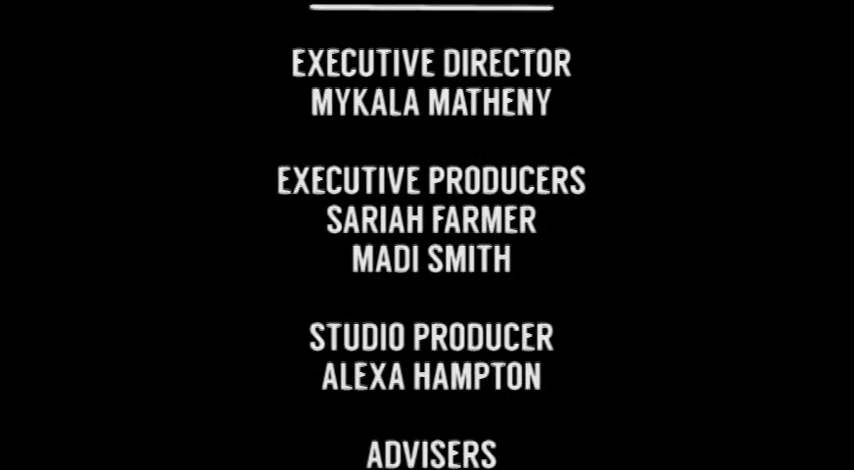 EXECUTIVE DIRECTOR
MYKALA MATHENY
EXECUTIVE PRODUCERS
SARIAH FARMER
MADI SMITH
STUDIO PRODUCER
ALEXA HAMPTON
ADVISERS